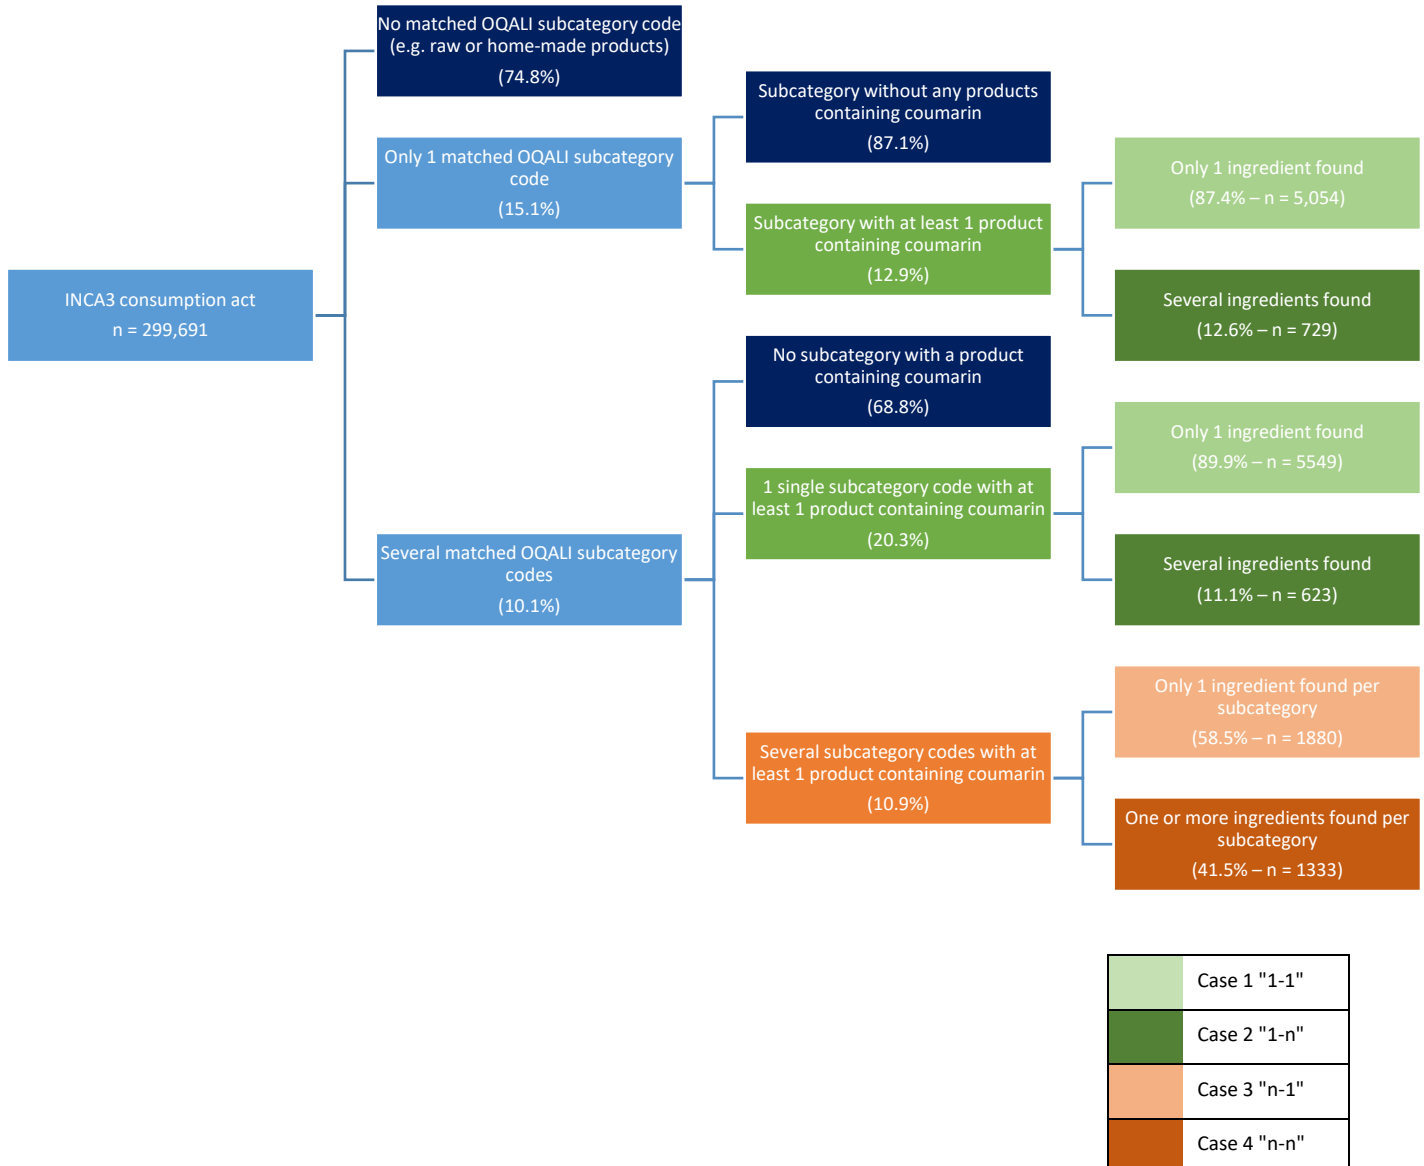 No matched OQALI subcategory code
(e.g. raw or home-made products)
(74.8%)
Subcategory without any products
containing coumarin
(87.1%)
Only 1 matched OQALI subcategory
code
(15.1%)
Only 1 ingredient found
(87.4% – n = 5,054)
Subcategory with at least 1 product
containing coumarin
(12.9%)
INCA3 consumption act
n = 299,691
Several ingredients found
(12.6% – n = 729)
No subcategory with a product
containing coumarin
(68.8%)
Only 1 ingredient found
(89.9% – n = 5549)
1 single subcategory code with at
least 1 product containing coumarin
(20.3%)
Several matched OQALI subcategory
codes
(10.1%)
Several ingredients found
(11.1% – n = 623)
Only 1 ingredient found per
subcategory
(58.5% – n = 1880)
Several subcategory codes with at
least 1 product containing coumarin
(10.9%)
One or more ingredients found per
subcategory
(41.5% – n = 1333)
Case 1 "1-1"
Case 2 "1-n"
Case 3 "n-1"
Case 4 "n-n"